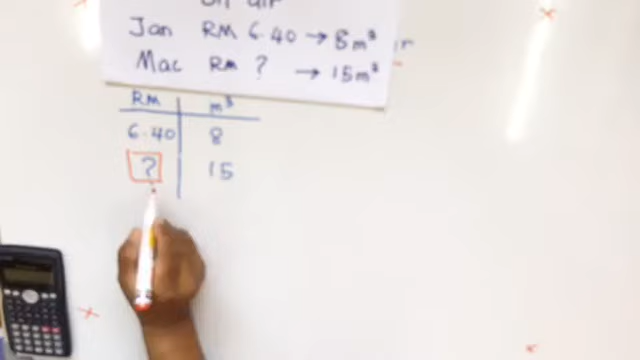 Jan RM 6.40 → 8m³
Mac RM ? → 15m³
RM m³
6.40 8
? 15